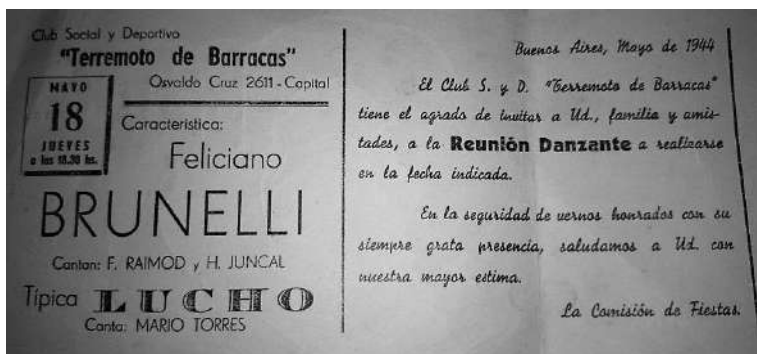 Club Social y Deportivo
"Terremoto de Barracas"
Osvaldo Cruz 2611 - Capital
MAYO
18
JUEVES
a las 18.30 hs.
Característica:
Feliciano
BRUNELLI
Cantan: F. RAIMOD y H. JUNCAL
Típica LUCHO
Canta: MARIO TORRES
Buenos Aires, Mayo de 1944
El Club S. y D. "Terremoto de Barracas"
tiene el agrado de invitar a Ud., familia y amis-
tades, a la Reunión Danzante a realizarse
en la fecha indicada.
En la seguridad de vernos honrados con su
siempre grata presencia, saludamos a Ud. con
nuestra mayor estima.
La Comisión de Fiestas.